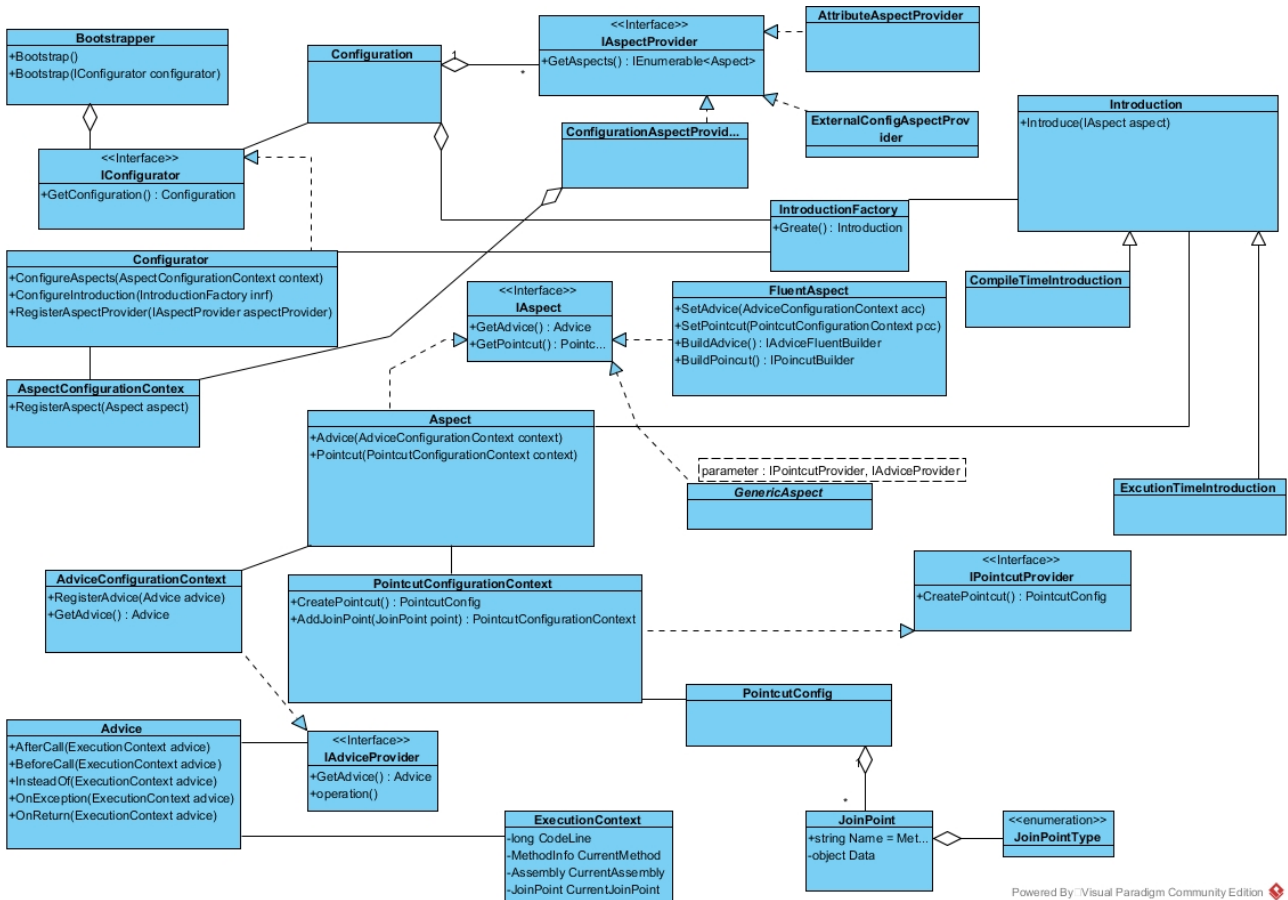 Bootstrapper
+Bootstrap()
+Bootstrap(IConfigurator configurator)
Configuration
<<Interface>>
IAspectProvider
+GetAspects() : IEnumerable<Aspect>
1
*
AttributeAspectProvider
ExternalConfigAspectProv
ider
ConfigurationAspectProvid...
Introduction
+Introduce(IAspect aspect)
<<Interface>>
IConfigurator
+GetConfiguration() : Configuration
IntroductionFactory
+Greate() : Introduction
Configurator
+ConfigureAspects(AspectConfigurationContext context)
+ConfigureIntroduction(IntroductionFactory inrf)
+RegisterAspectProvider(IAspectProvider aspectProvider)
CompileTimeIntroduction
<<Interface>>
IAspect
+GetAdvice() : Advice
+GetPointcut() : Pointc...
FluentAspect
+SetAdvice(AdviceConfigurationContext acc)
+SetPointcut(PointcutConfigurationContext pcc)
+BuildAdvice() : IAdviceFluentBuilder
+BuildPoincut() : IPoincutBuilder
AspectConfigurationContex
+RegisterAspect(Aspect aspect)
Aspect
+Advice(AdviceConfigurationContext context)
+Pointcut(PointcutConfigurationContext context)
parameter : IPointcutProvider, IAdviceProvider
GenericAspect
ExcutionTimeIntroduction
AdviceConfigurationContext
+RegisterAdvice(Advice advice)
+GetAdvice() : Advice
PointcutConfigurationContext
+CreatePointcut() : PointcutConfig
+AddJoinPoint(JoinPoint point) : PointcutConfigurationContext
<<Interface>>
IPointcutProvider
+CreatePointcut() : PointcutConfig
PointcutConfig
Advice
+AfterCall(ExecutionContext advice)
+BeforeCall(ExecutionContext advice)
+InsteadOf(ExecutionContext advice)
+OnException(ExecutionContext advice)
+OnReturn(ExecutionContext advice)
<<Interface>>
IAdviceProvider
+GetAdvice() : Advice
+operation()
1
*
ExecutionContext
-long CodeLine
-MethodInfo CurrentMethod
-Assembly CurrentAssembly
-JoinPoint CurrentJoinPoint
JoinPoint
+string Name = Met...
-object Data
<<enumeration>>
JoinPointType
Powered By Visual Paradigm Community Edition